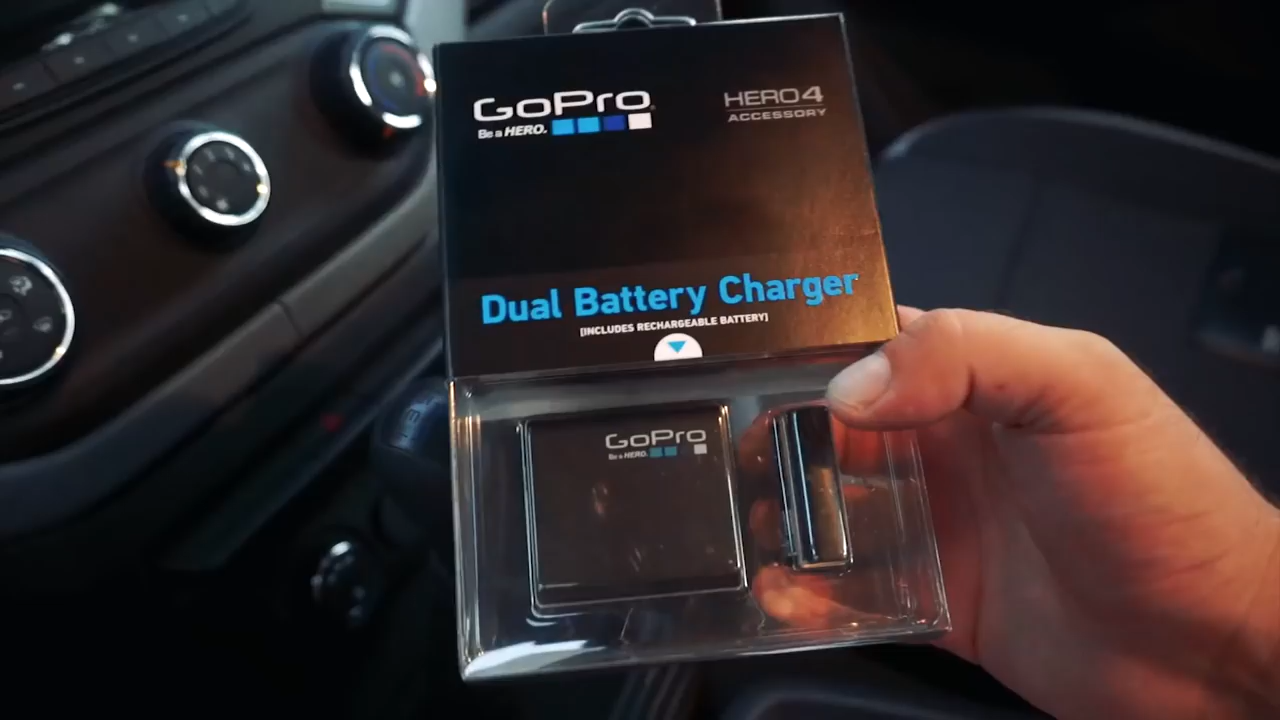 GoPro
Be a HERO.
HERO4
ACCESSORY
Dual Battery Charger
[INCLUDES RECHARGEABLE BATTERY]
GoPro
Be a HERO.